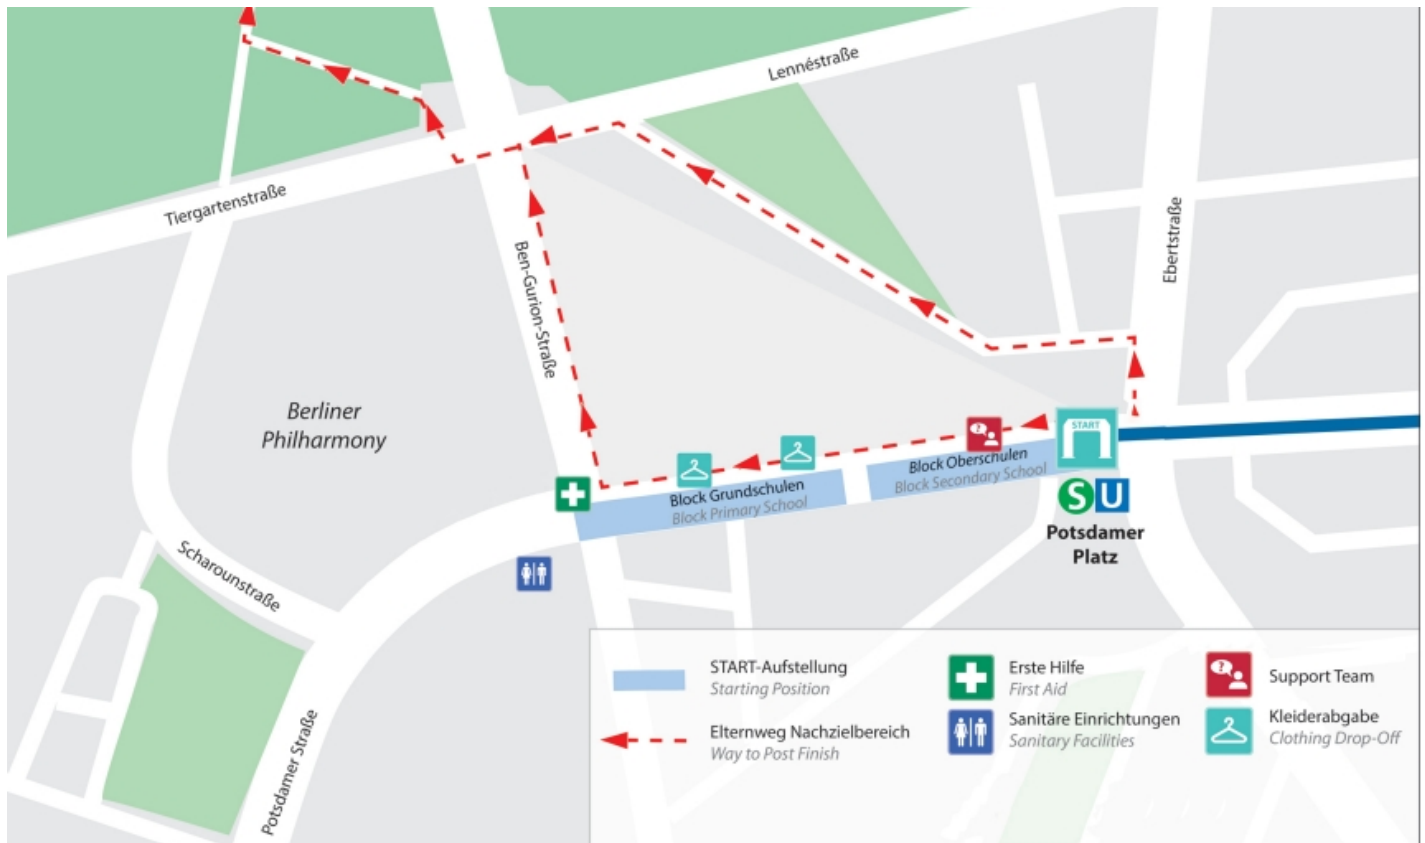 Lennéstraße
Tiergartenstraße
Ebertstraße
Ben-Gurion-Straße
Berliner
Philharmony
START
Block Oberschulen
Block Secondary School
Block Grundschulen
Block Primary School
S U
Potsdamer
Platz
Scharounstraße
Potsdamer Straße
START-Aufstellung
Starting Position
Elternweg Nachzielbereich
Way to Post Finish
Erste Hilfe
First Aid
Sanitäre Einrichtungen
Sanitary Facilities
?
Support Team
Kleiderabgabe
Clothing Drop-Off